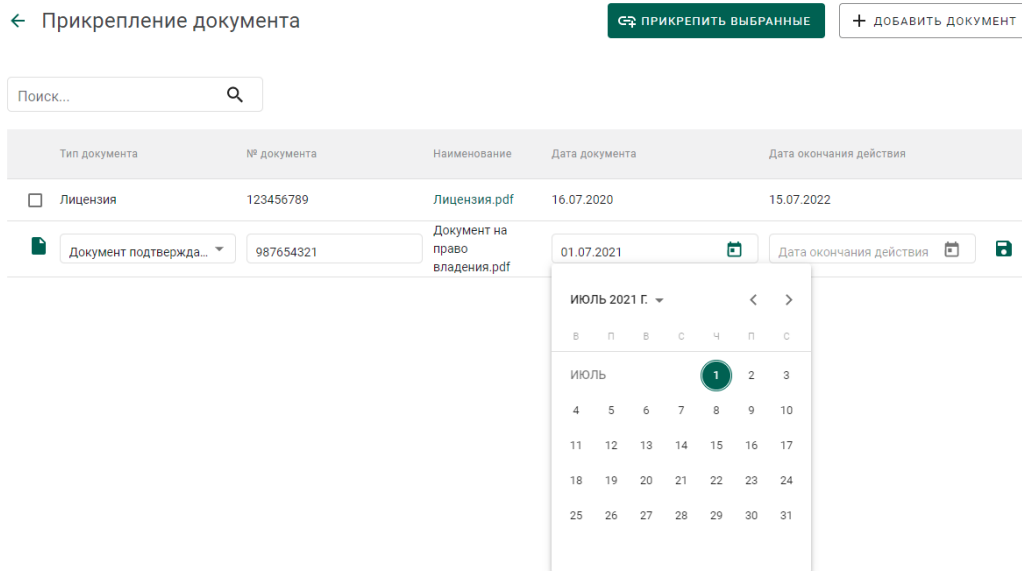 Прикрепление документа
ПРИКРЕПИТЬ ВЫБРАННЫЕ
ДОБАВИТЬ ДОКУМЕНТ
Поиск...
Тип документа № документа Наименование Дата документа Дата окончания действия
Лицензия 123456789 Лицензия.pdf 16.07.2020 15.07.2022
Документ подтвержда... 987654321
Документ на
право
владения.pdf
01.07.2021 Дата окончания действия
ИЮЛЬ 2021 Г.
В П В С Ч П С
ИЮЛЬ 1 2 3
4 5 6 7 8 9 10
11 12 13 14 15 16 17
18 19 20 21 22 23 24
25 26 27 28 29 30 31